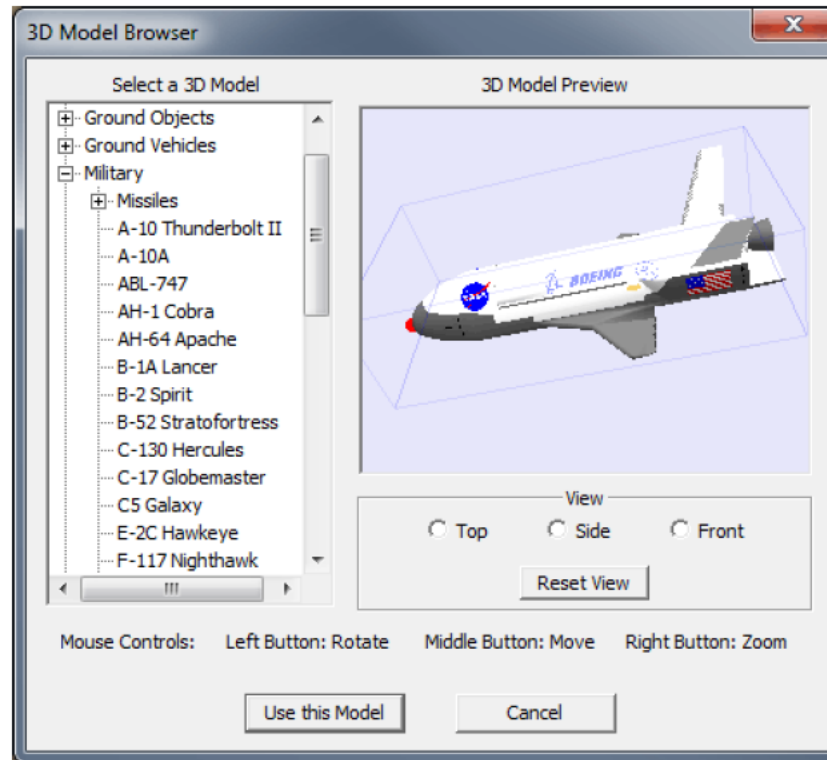 3D Model Browser
Select a 3D Model
3D Model Preview
Ground Objects
Ground Vehicles
Military
Missiles
A-10 Thunderbolt II
A-10A
ABL-747
AH-1 Cobra
AH-64 Apache
B-1A Lancer
B-2 Spirit
B-52 Stratofortress
C-130 Hercules
C-17 Globemaster
C5 Galaxy
E-2C Hawkeye
F-117 Nighthawk
NASA
BOEING
View
Top Side Front
Reset View
Mouse Controls: Left Button: Rotate Middle Button: Move Right Button: Zoom
Use this Model Cancel